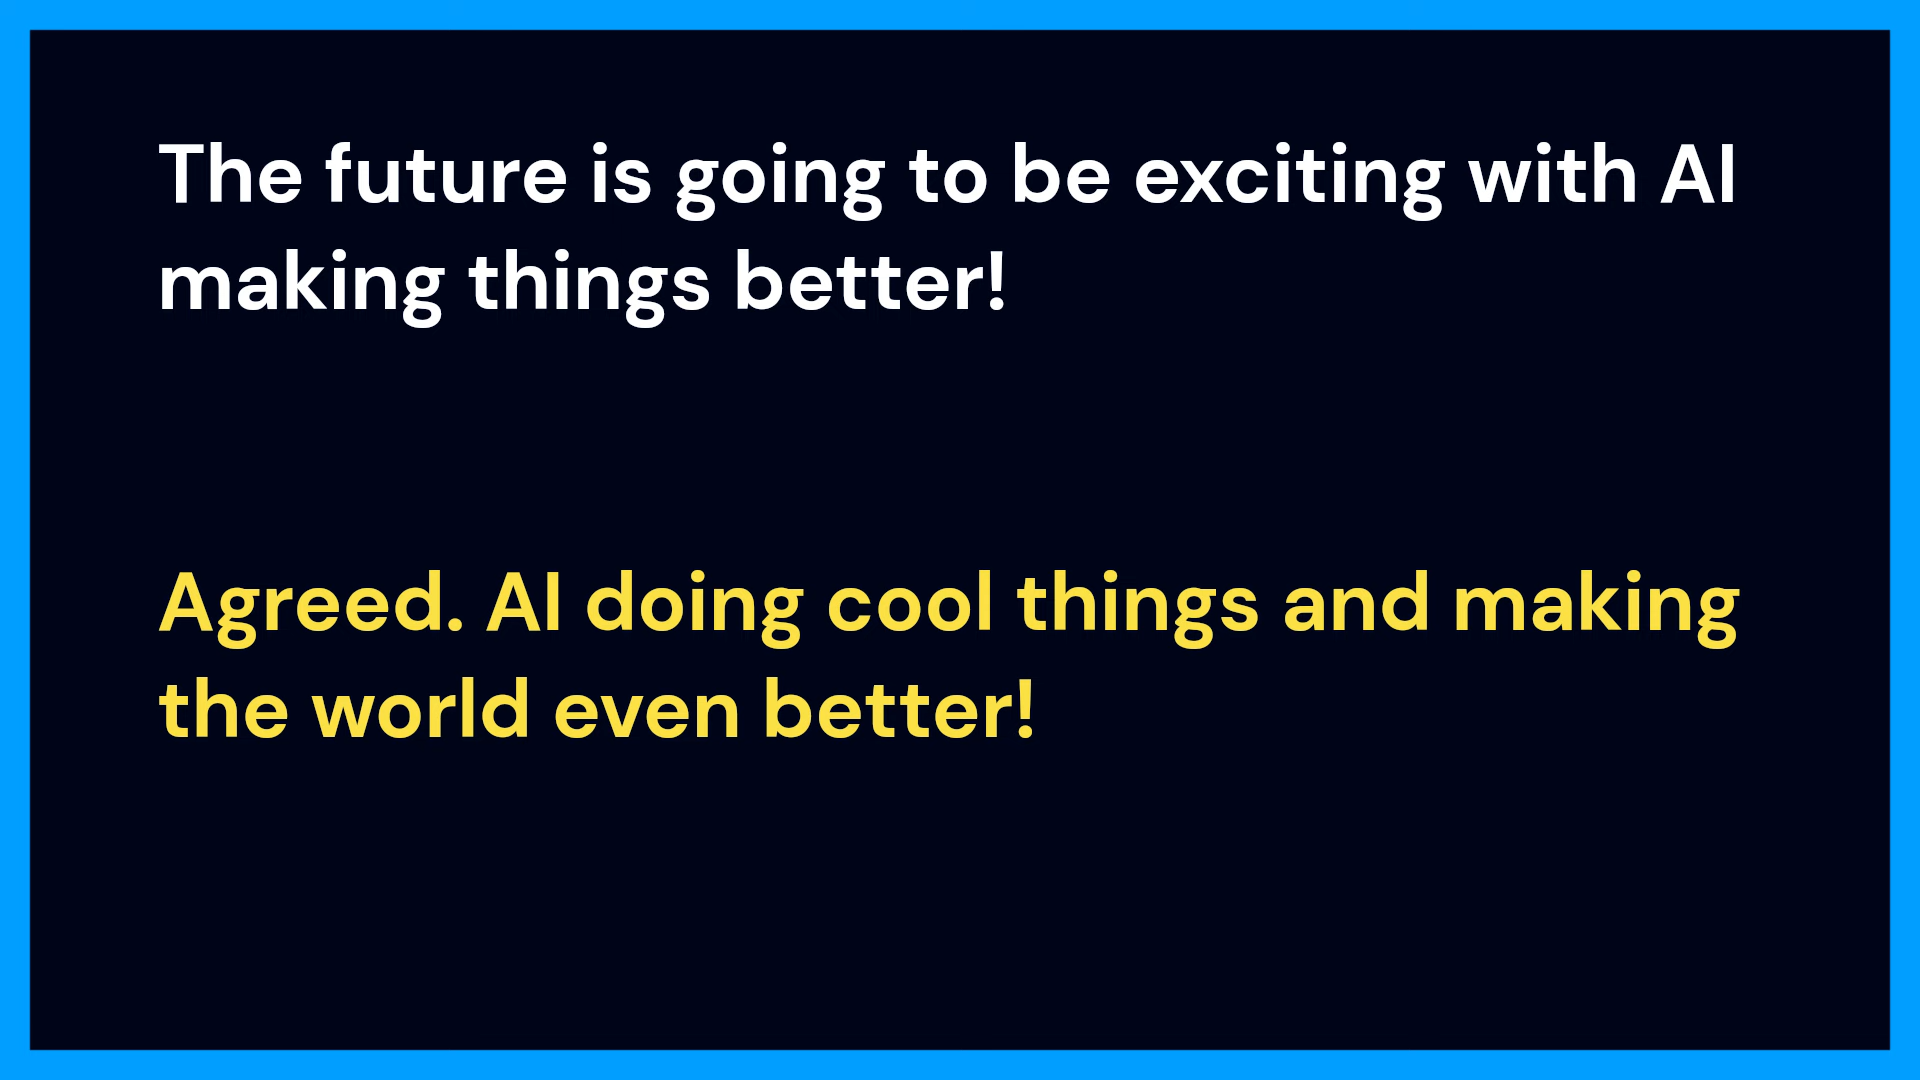 The future is going to be exciting with AI
making things better!
Agreed. AI doing cool things and making
the world even better!